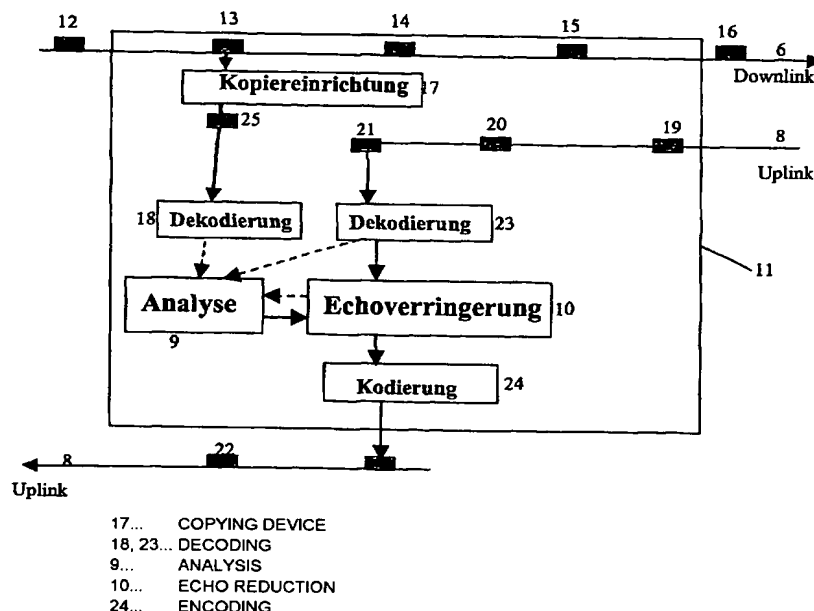 12 13 14 15 16 6
Downlink
Kopiereinrichtung 17
25 21 20 19 8
Uplink
18 Dekodierung Dekodierung 23
11
Analyse Echoverringerung 10
9
Kodierung 24
8 22
Uplink
17... COPYING DEVICE
18, 23... DECODING
9... ANALYSIS
10... ECHO REDUCTION
24... ENCODING